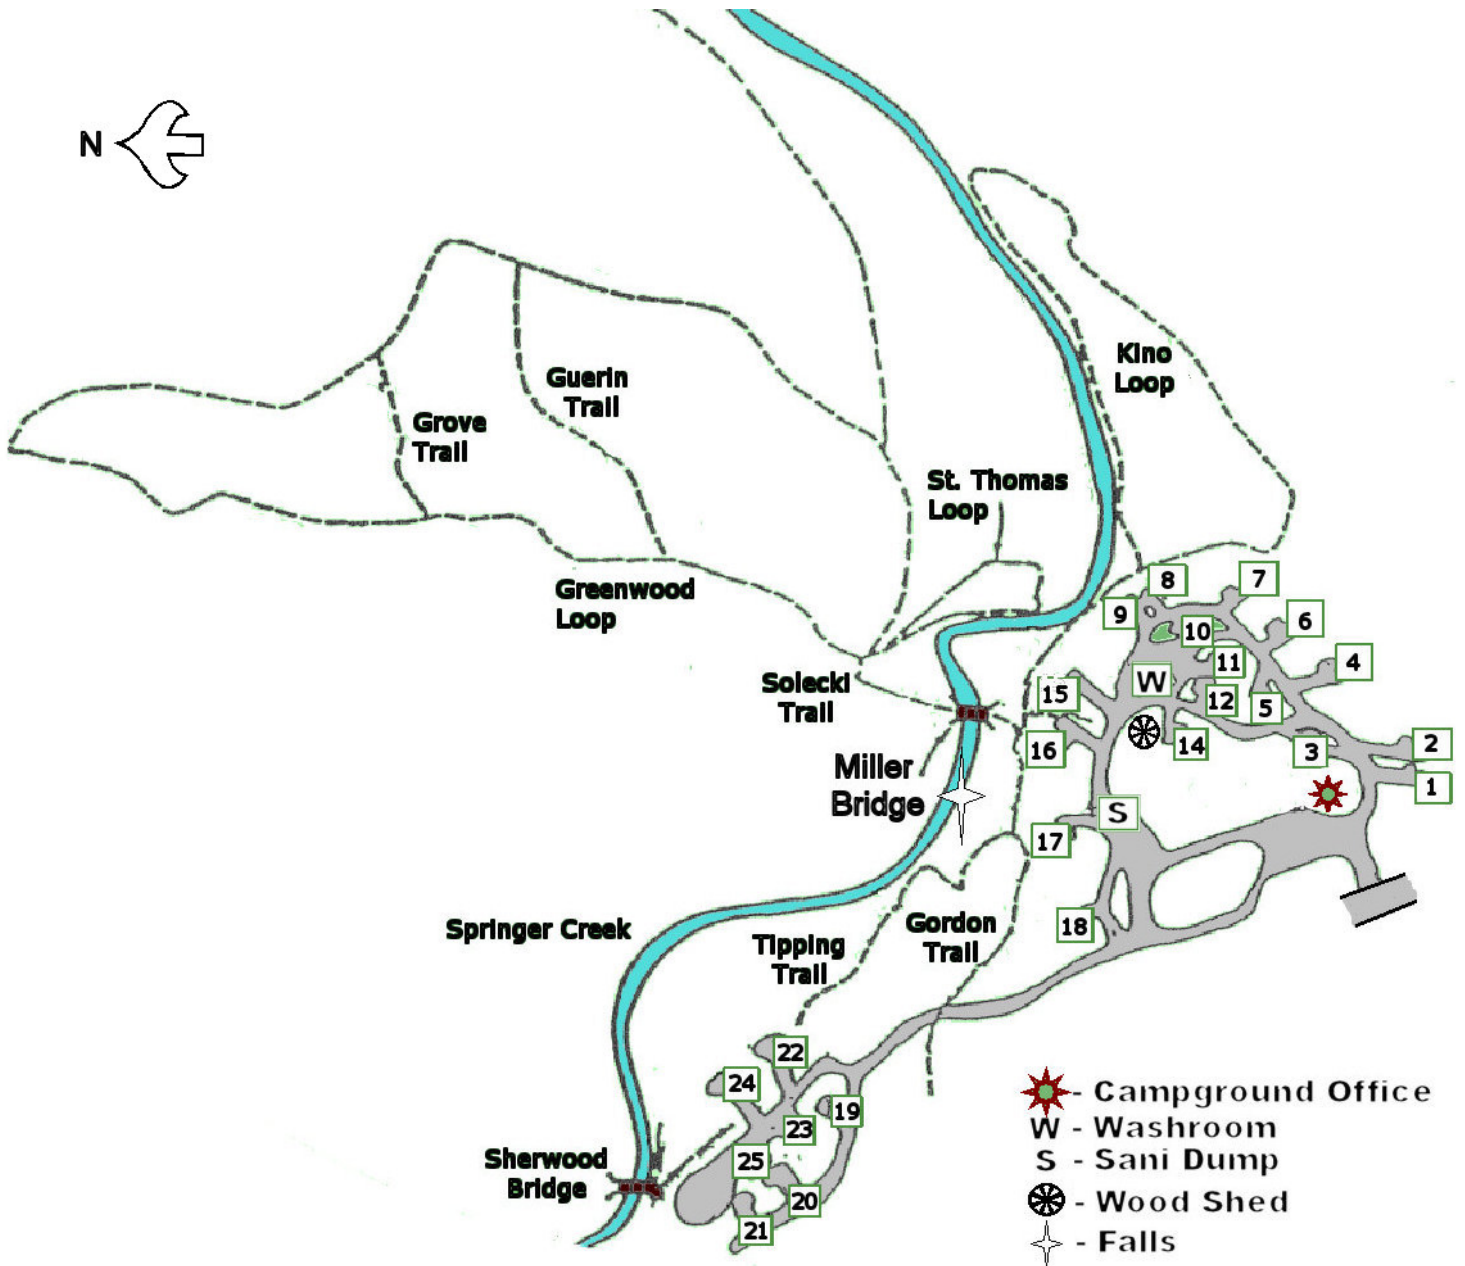 N
Kino
Loop
Guerin
Trail
Grove
Trail
St. Thomas
Loop
Greenwood
Loop
8
7
9
10
6
11
4
Solecki
Trail
15
W
12
5
16
14
3
2
Miller
Bridge
1
S
17
Springer Creek
Tipping
Trail
Gordon
Trail
18
22
24
19
23
Sherwood
Bridge
25
20
21
- Campground Office
W - Washroom
S - Sani Dump
- Wood Shed
- Falls